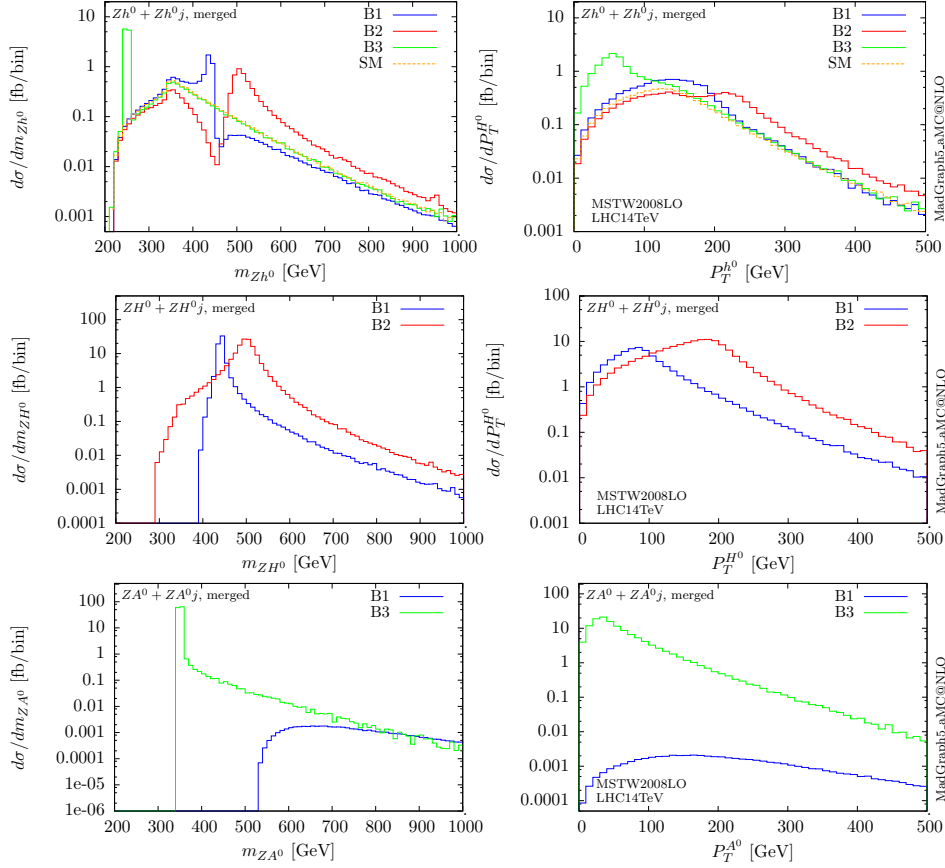 Zh⁰ + Zh⁰j, merged
B1
B2
B3
SM
dσ/dm_{Zh⁰} [fb/bin]
10
1
0.1
0.01
0.001
200 300 400 500 600 700 800 900 1000
m_{Zh⁰} [GeV]
Zh⁰ + Zh⁰j, merged
B1
B2
B3
SM
dσ/dP_T^{H⁰} [fb/bin]
10
1
0.1
0.01
0.001
MSTW2008LO
LHC14TeV
0 100 200 300 400 500
P_T^{h⁰} [GeV]
MadGraph5_aMC@NLO
ZH⁰ + ZH⁰j, merged
B1
B2
dσ/dm_{ZH⁰} [fb/bin]
100
10
1
0.1
0.01
0.001
0.0001
200 300 400 500 600 700 800 900 1000
m_{ZH⁰} [GeV]
ZH⁰ + ZH⁰j, merged
B1
B2
dσ/dP_T^{H⁰} [fb/bin]
100
10
1
0.1
0.01
0.001
MSTW2008LO
LHC14TeV
0 100 200 300 400 500
P_T^{H⁰} [GeV]
MadGraph5_aMC@NLO
ZA⁰ + ZA⁰j, merged
B1
B3
dσ/dm_{ZA⁰} [fb/bin]
100
10
1
0.1
0.01
0.001
0.0001
1e-05
1e-06
200 300 400 500 600 700 800 900 1000
m_{ZA⁰} [GeV]
ZA⁰ + ZA⁰j, merged
B1
B3
100
10
1
0.1
0.01
0.001
0.0001
MSTW2008LO
LHC14TeV
0 100 200 300 400 500
P_T^{A⁰} [GeV]
MadGraph5_aMC@NLO